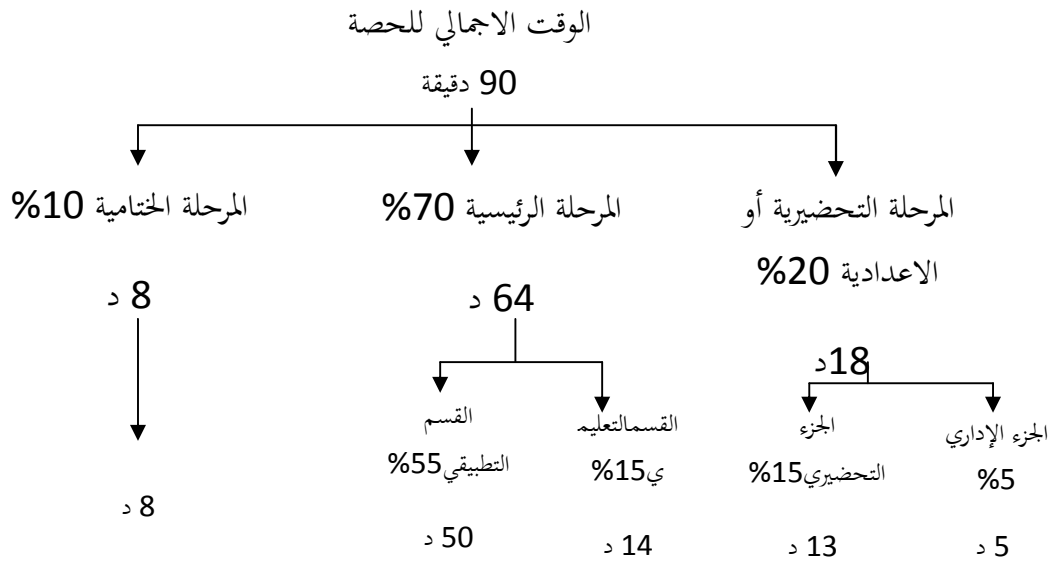 الوقت الاجمالي للحصة
90 دقيقة
المرحلة التحضيرية أو
الاعدادية 20%
المرحلة الرئيسية 70%
المرحلة الختامية 10%
18د
64 د
8 د
الجزء الإداري
5%
الجزء
التحضيري15%
القسمالتعليم
ي15%
القسم
التطبيقي55%
5 د
13 د
14 د
50 د
8 د